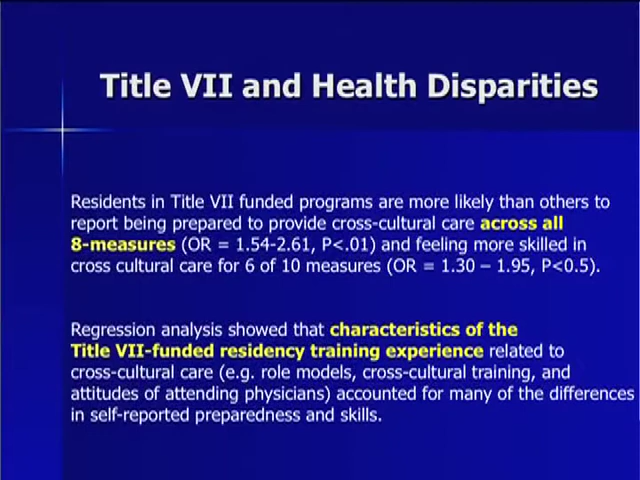 Title VII and Health Disparities
Residents in Title VII funded programs are more likely than others to
report being prepared to provide cross-cultural care across all
8-measures (OR = 1.54-2.61, P<.01) and feeling more skilled in
cross cultural care for 6 of 10 measures (OR = 1.30 – 1.95, P<0.5).
Regression analysis showed that characteristics of the
Title VII-funded residency training experience related to
cross-cultural care (e.g. role models, cross-cultural training, and
attitudes of attending physicians) accounted for many of the differences
in self-reported preparedness and skills.